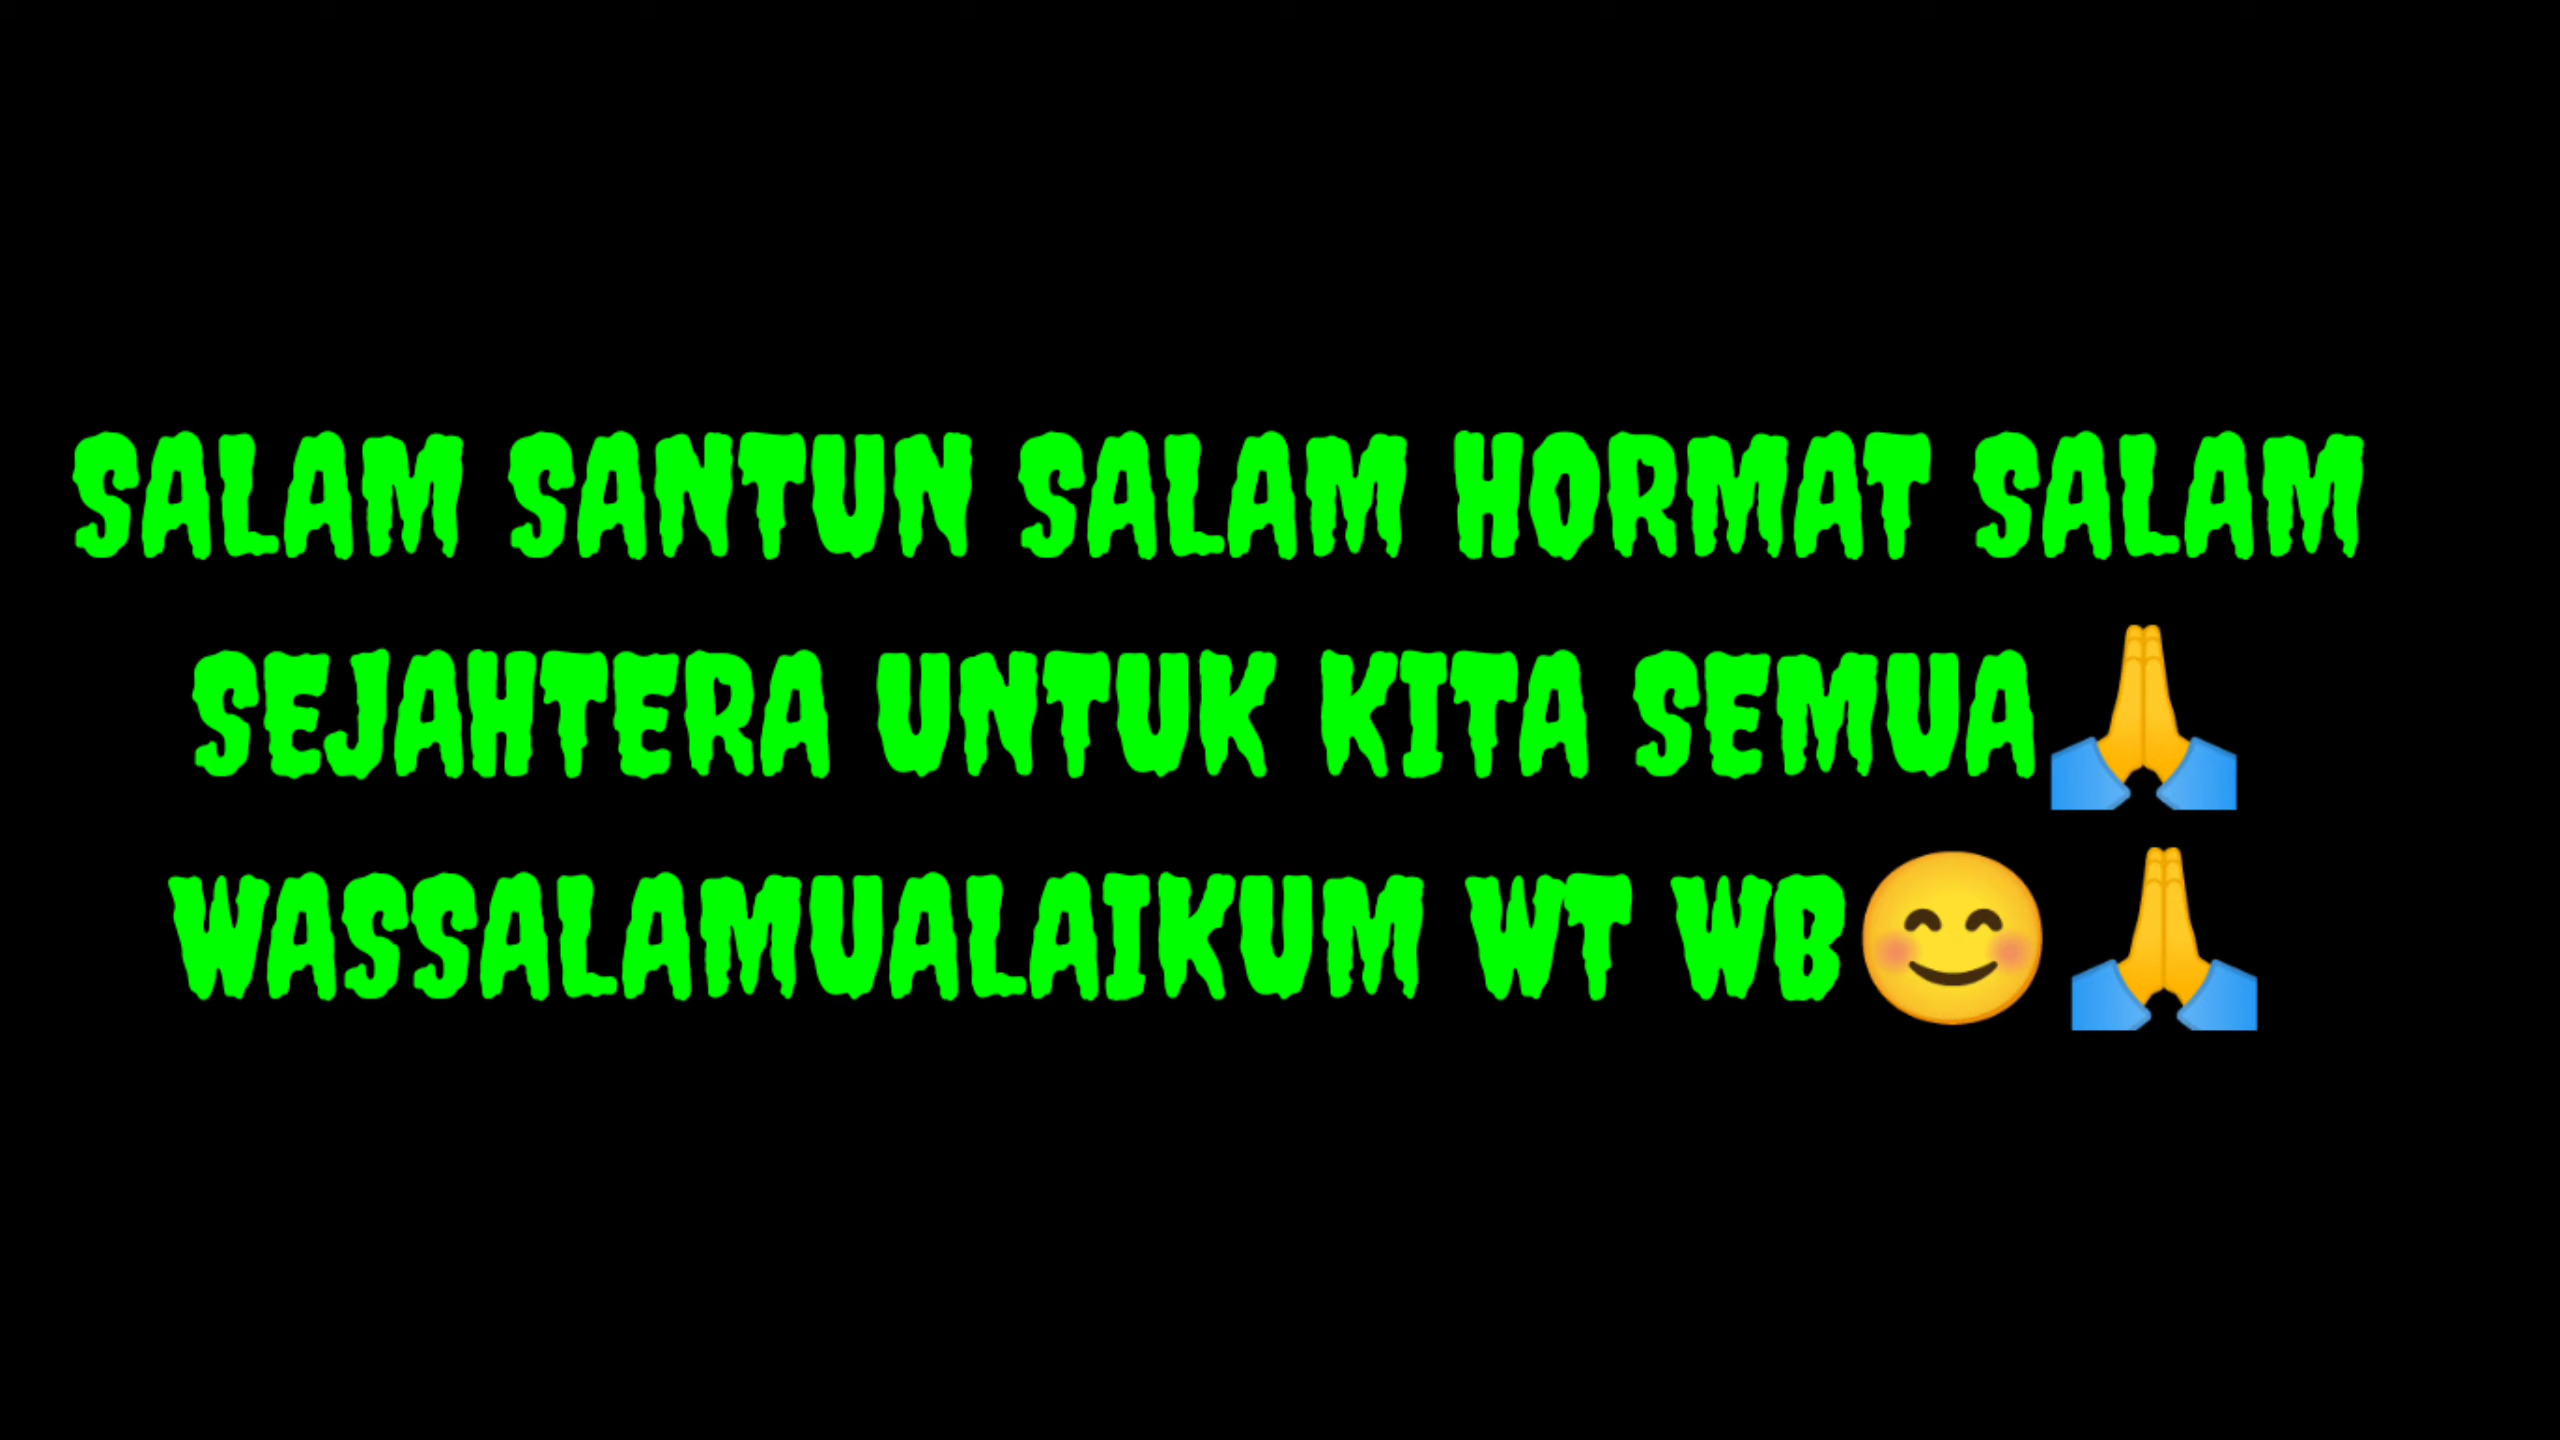 SALAM SANTUN SALAM HORMAT SALAM
SEJAHTERA UNTUK KITA SEMUA🙏
WASSALAMUALAIKUM WT WB😊🙏